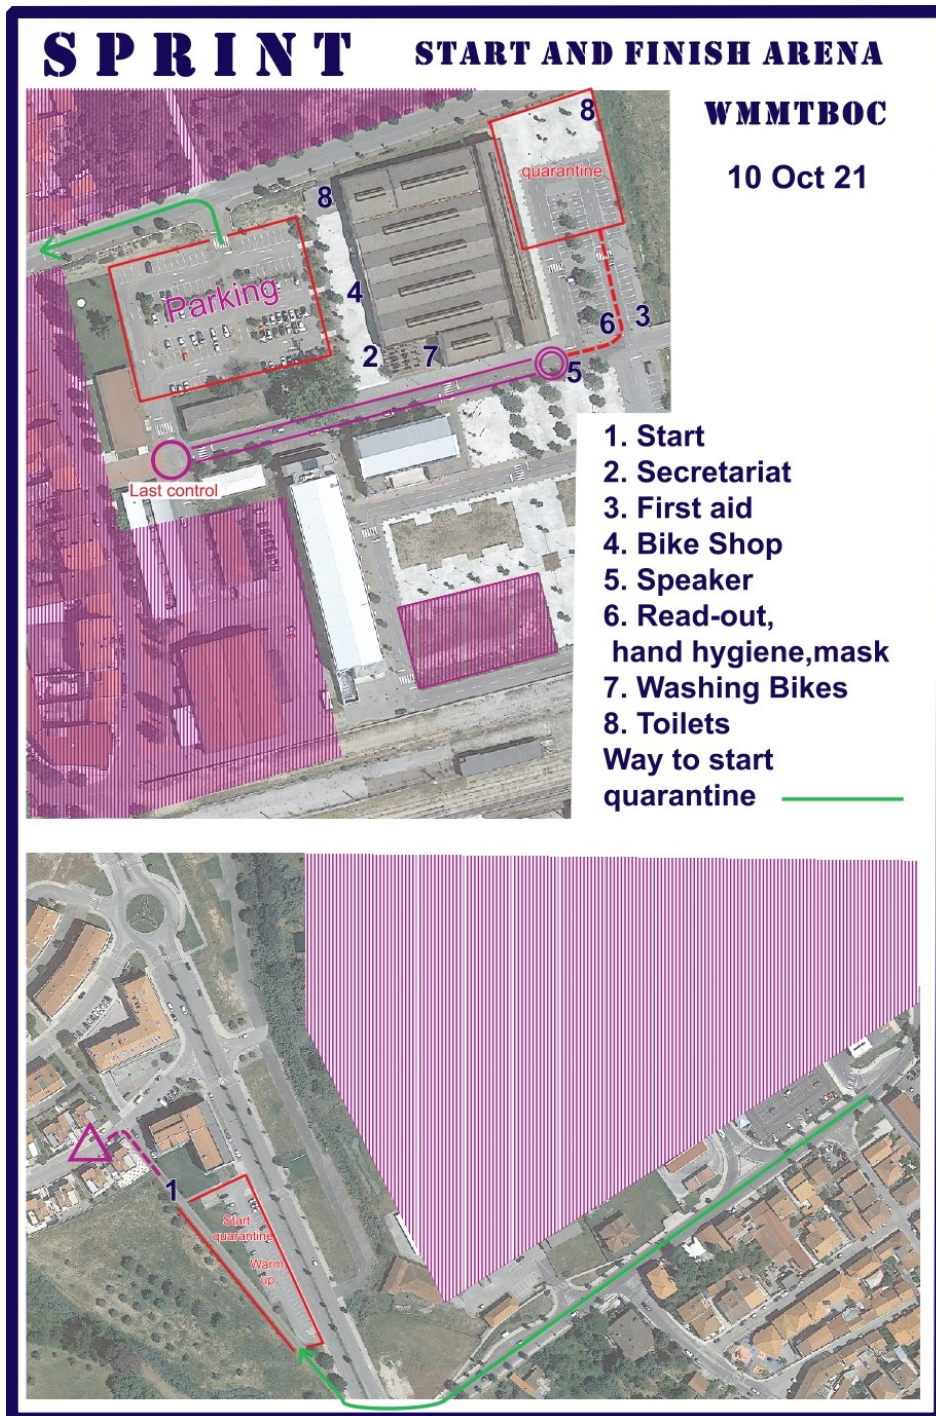 SPRINT
START AND FINISH ARENA
WMMTBOC
10 Oct 21
8
quarantine
8
Parking
4
6
3
2
7
5
Last control
1. Start
2. Secretariat
3. First aid
4. Bike Shop
5. Speaker
6. Read-out,
hand hygiene,mask
7. Washing Bikes
8. Toilets
Way to start
quarantine
1
Start
quarantine
Warm
up